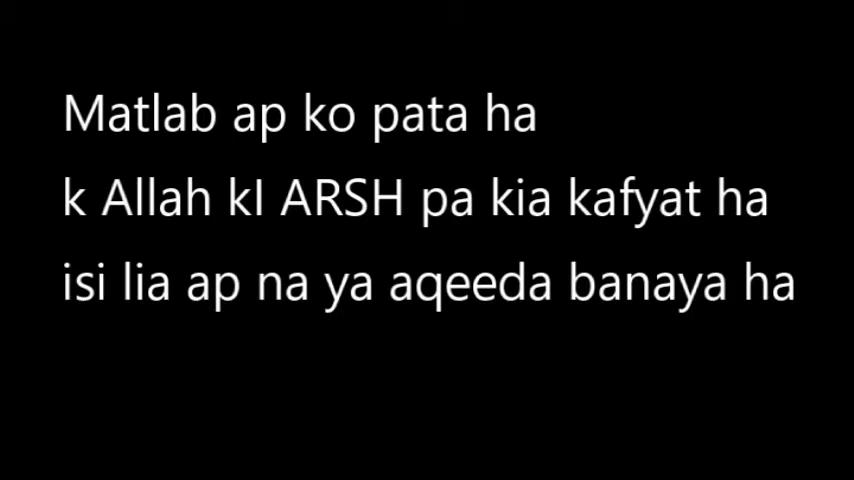 Matlab ap ko pata ha
k Allah kI ARSH pa kia kafyat ha
isi lia ap na ya aqeeda banaya ha